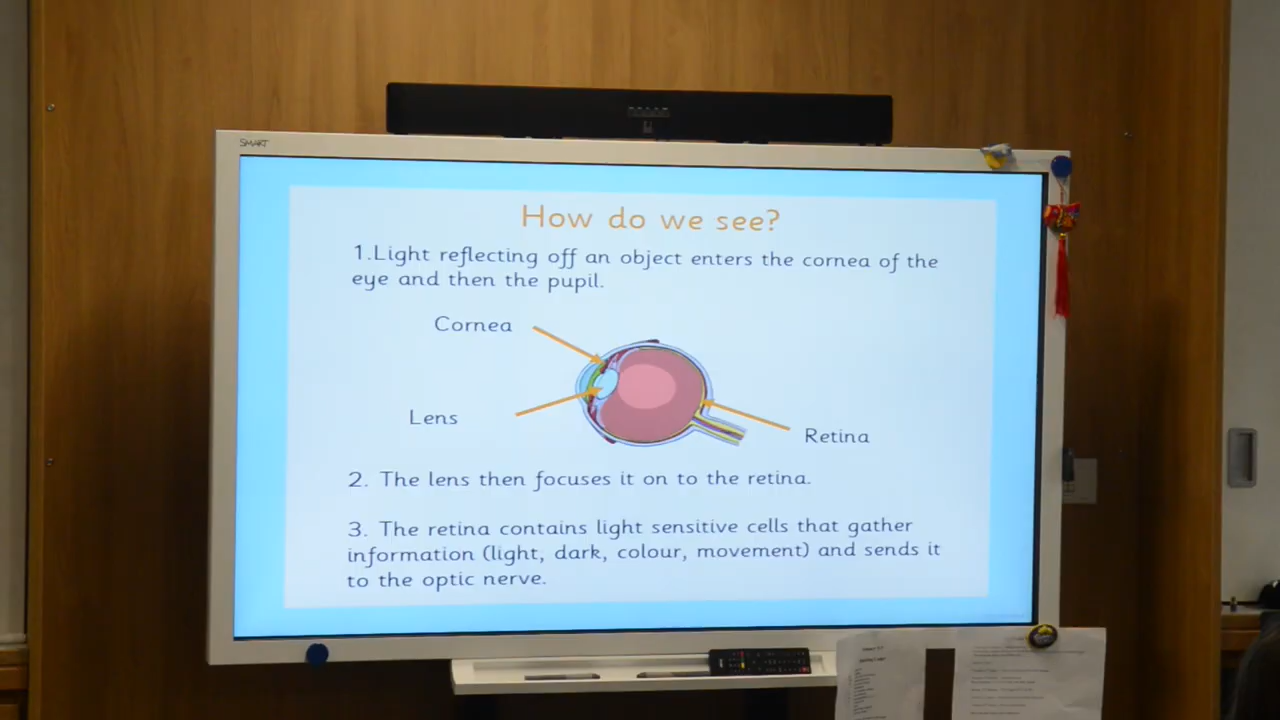 SMART
How do we see?
1.Light reflecting off an object enters the cornea of the
eye and then the pupil.
Cornea
Lens
Retina
2. The lens then focuses it on to the retina.
3. The retina contains light sensitive cells that gather
information (light, dark, colour, movement) and sends it
to the optic nerve.